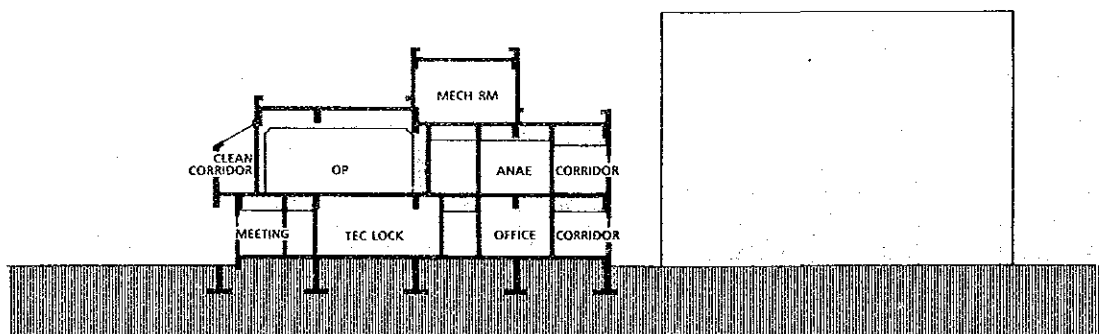 MECH RM
CLEAN
CORRIDOR
OP
ANAE
CORRIDOR
MEETING
TEC LOCK
OFFICE
CORRIDOR